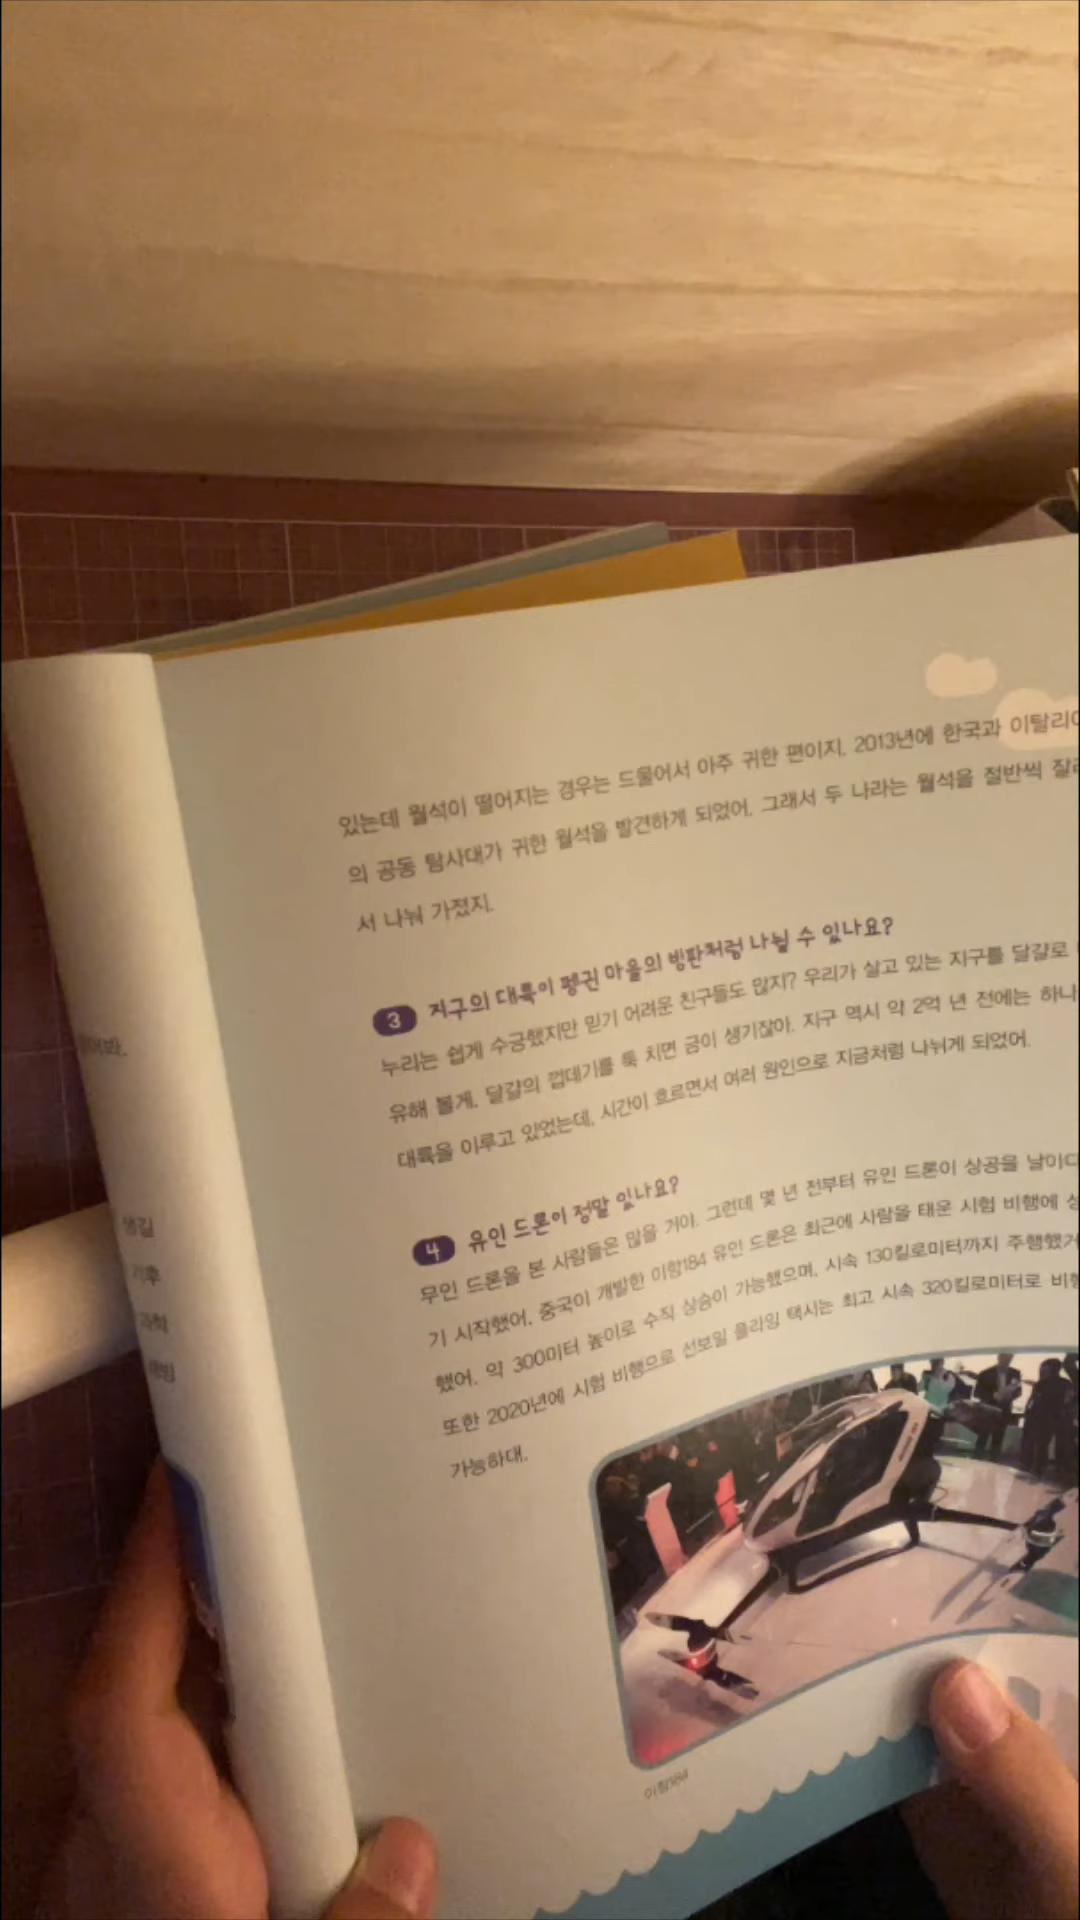 있는데 월석이 떨어지는 경우는 드물어서 아주 귀한 편이지. 2013년에 한국과 이탈리아
의 공동 탐사대가 귀한 월석을 발견하게 되었어. 그래서 두 나라는 월석을 절반씩
서 나눠 가졌지.
3 지구의 대륙이 펭귄 마을의 빙판처럼 나뉠 수 있나요?
누리는 쉽게 수긍했지만 믿기 어려운 친구들도 많지? 우리가 살고 있는 지구를 달걀로
유해 볼게. 달걀의 껍데기를 툭 치면 금이 생기잖아. 지구 역시 약 2억 년 전에는 하나
대륙을 이루고 있었는데, 시간이 흐르면서 여러 원인으로 지금처럼 나뉘게 되었어.
4 유인 드론이 정말 있나요?
무인 드론을 본 사람들은 많을 거야. 그런데 몇 년 전부터 유인 드론이 상공을 날아다
기 시작했어. 중국이 개발한 이항184 유인 드론은 최근에 사람을 태운 시험 비행에
했어. 약 300미터 높이로 수직 상승이 가능했으며, 시속 130킬로미터까지 주행했
또한 2020년에 시험 비행으로 선보일 플라잉 택시는 최고 시속 320킬로미터로
가능하대.
이항184
생길
기후
과학